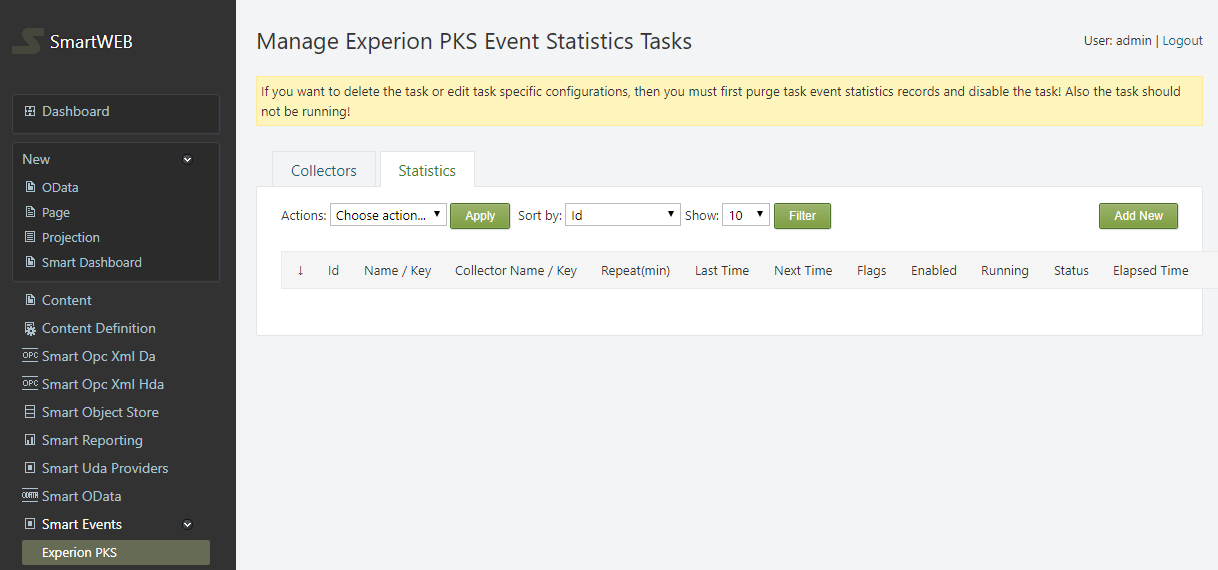 SmartWEB
Dashboard
New
OData
Page
Projection
Smart Dashboard
Content
Content Definition
OPC Smart Opc Xml Da
OPC Smart Opc Xml Hda
Smart Object Store
Smart Reporting
Smart Uda Providers
ODATA Smart OData
Smart Events
Experion PKS
Manage Experion PKS Event Statistics Tasks
User: admin | Logout
If you want to delete the task or edit task specific configurations, then you must first purge task event statistics records and disable the task! Also the task should
not be running!
Collectors Statistics
Actions: Choose action... Apply Sort by: Id Show: 10 Filter Add New
↓ Id Name / Key Collector Name / Key Repeat(min) Last Time Next Time Flags Enabled Running Status Elapsed Time